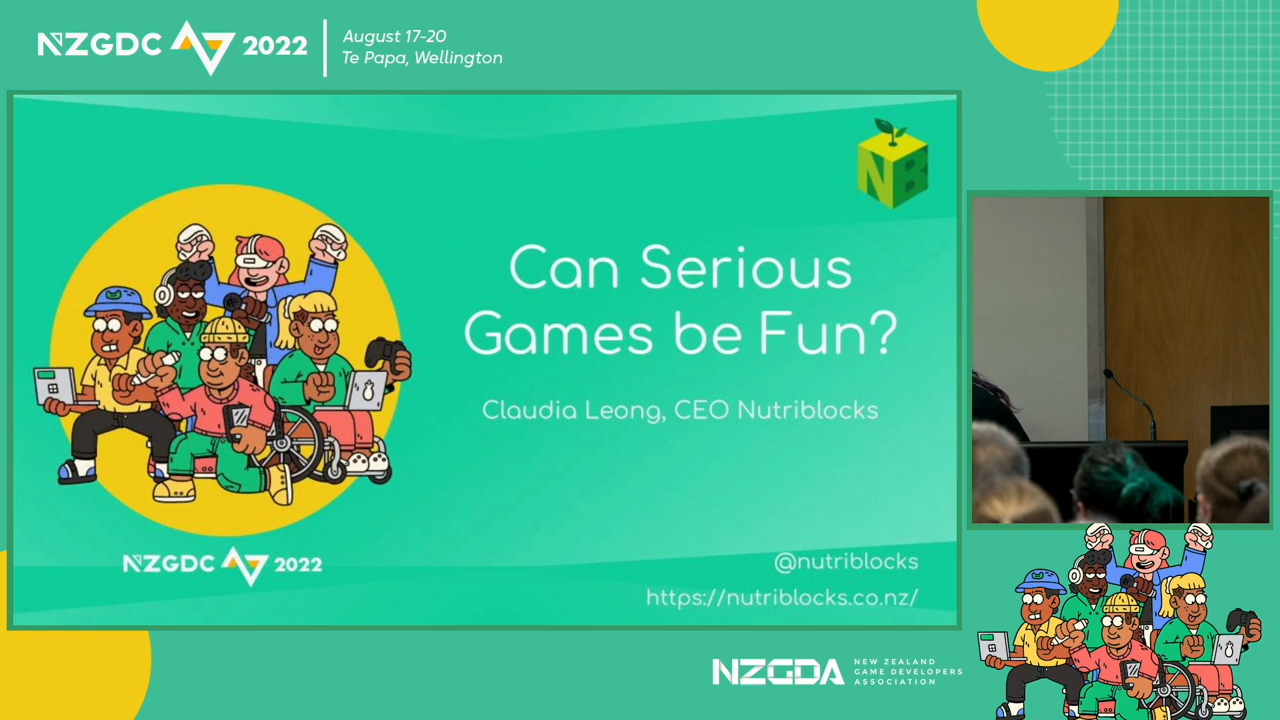 NZGDC 2022
August 17-20
Te Papa, Wellington
NB
Can Serious
Games be Fun?
Claudia Leong, CEO Nutriblocks
NZGDC 2022
@nutriblocks
https://nutriblocks.co.nz/
NZGDA
NEW ZEALAND
GAME DEVELOPERS
ASSOCIATION